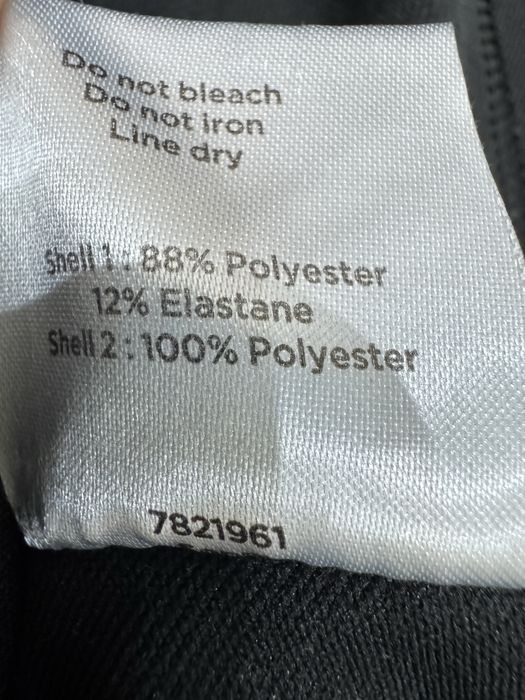 Do not bleach
Do not iron
Line dry
Shell 1 : 88% Polyester
12% Elastane
Shell 2 : 100% Polyester
7821961